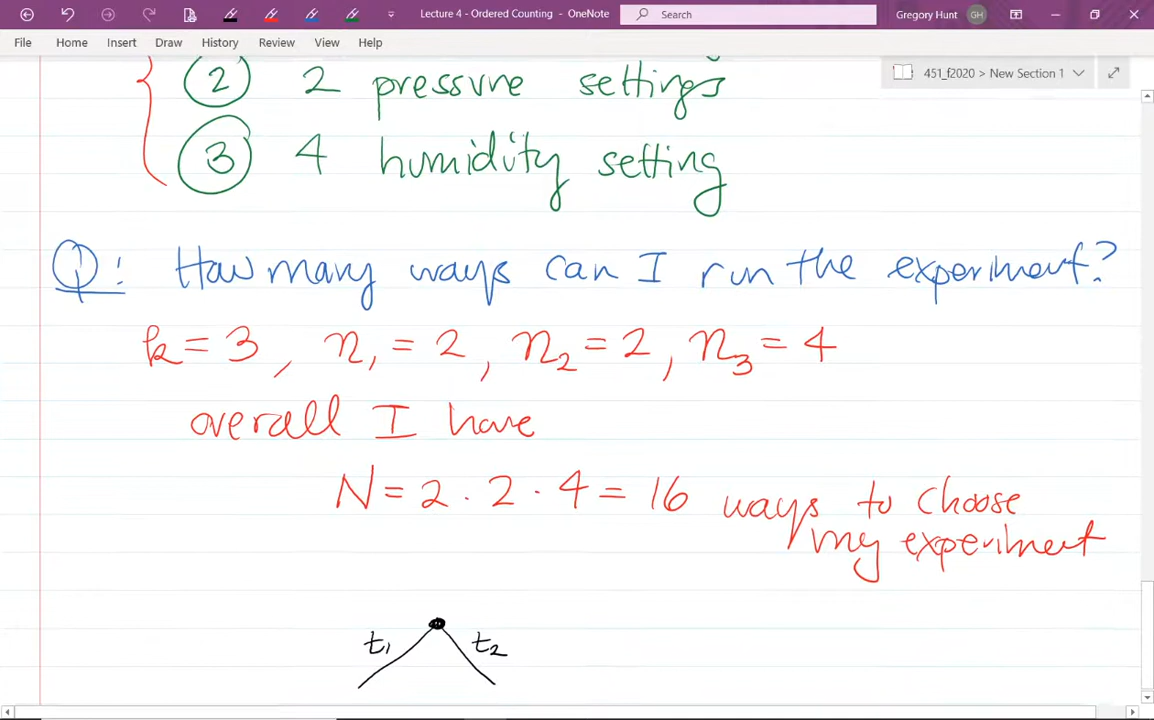 Lecture 4 - Ordered Counting - OneNote
Search
Gregory Hunt
GH
File Home Insert Draw History Review View Help
451_f2020 > New Section 1
② 2 pressure settings
③ 4 humidity setting
Q: How many ways can I run the experiment?
k = 3, n₁ = 2, n₂ = 2, n₃ = 4
overall I have
N = 2 · 2 · 4 = 16 ways to choose
my experiment
t₁ t₂